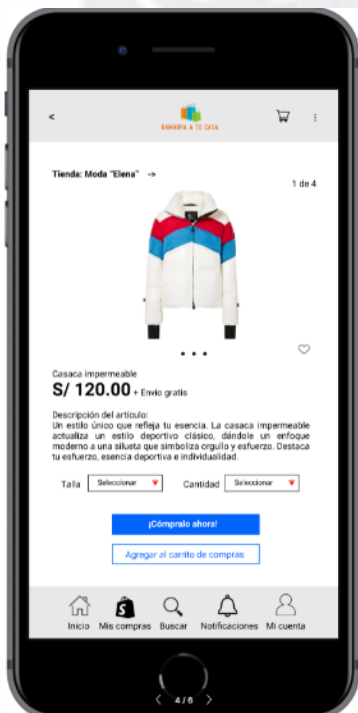 <
GAMARRA A TU CASA
Tienda: Moda "Elena" ->
1 de 4
Casaca impermeable
S/ 120.00 + Envio gratis
Descripción del artículo:
Un estilo único que refleja tu esencia. La casaca impermeable
actualiza un estilo deportivo clásico, dándole un enfoque
moderno a una silueta que simboliza orgullo y esfuerzo. Destaca
tu esfuerzo, esencia deportiva e individualidad.
Talla Seleccionar Cantidad Seleccionar
¡Cómpralo ahora!
Agregar al carrito de compras
Inicio Mis compras Buscar Notificaciones Mi cuenta
< 4/6 >